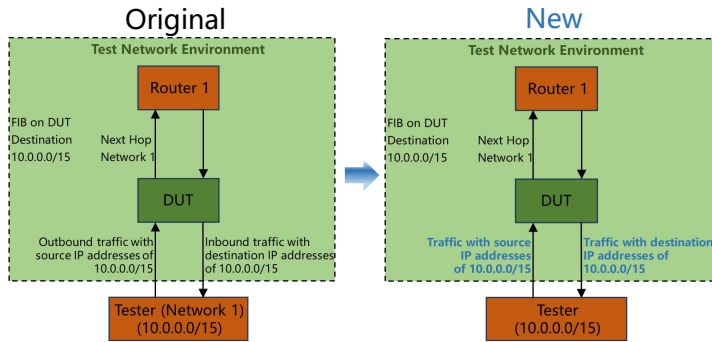 Original
Test Network Environment
Router 1
FIB on DUT
Destination
10.0.0.0/15
Next Hop
Network 1
DUT
Outbound traffic with
source IP addresses of
10.0.0.0/15
Inbound traffic with
destination IP addresses
of 10.0.0.0/15
Tester (Network 1)
(10.0.0.0/15)
New
Test Network Environment
Router 1
FIB on DUT
Destination
10.0.0.0/15
Next Hop
Network 1
DUT
Traffic with source
IP addresses
of 10.0.0.0/15
Traffic with destination
IP addresses of
10.0.0.0/15
Tester
(10.0.0.0/15)